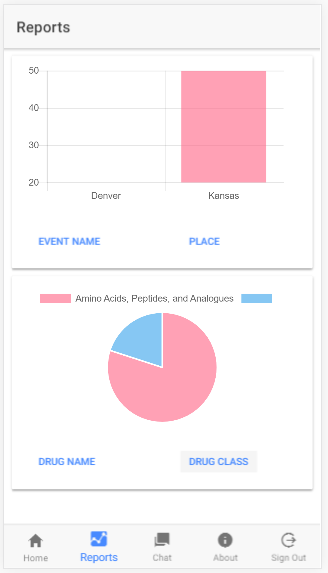 Reports
50
40
30
20
Denver Kansas
EVENT NAME PLACE
Amino Acids, Peptides, and Analogues
DRUG NAME DRUG CLASS
Home Reports Chat About Sign Out